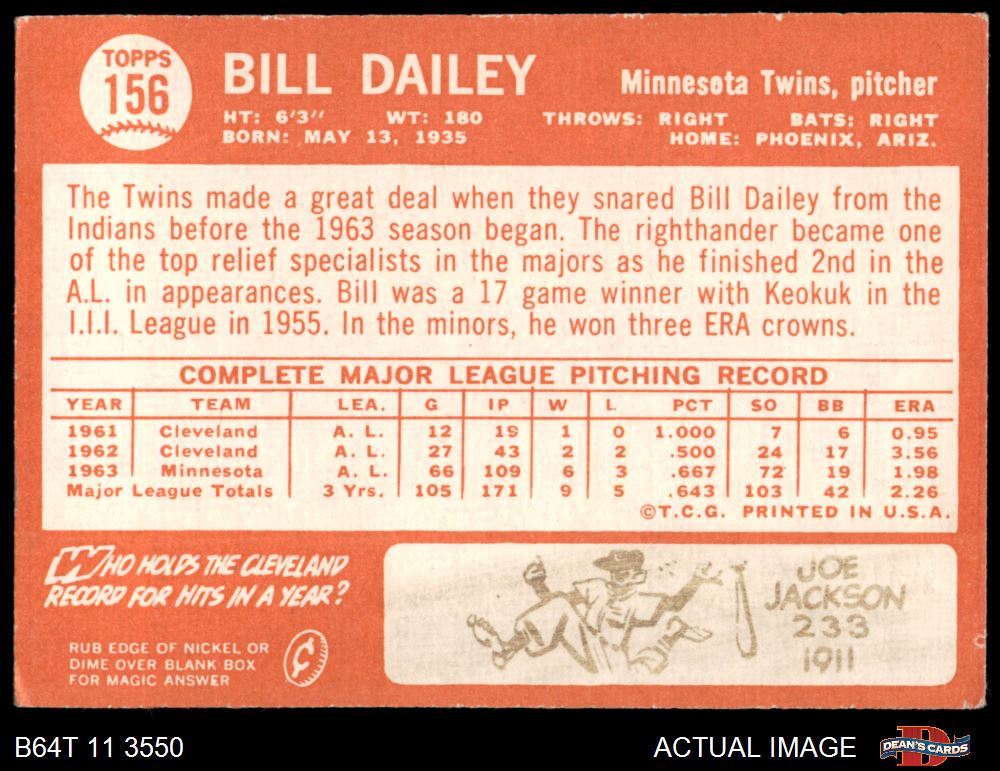 TOPPS
156
BILL DAILEY
Minnesota Twins, pitcher
HT: 6'3" WT: 180 THROWS: RIGHT BATS: RIGHT
BORN: MAY 13, 1935 HOME: PHOENIX, ARIZ.
The Twins made a great deal when they snared Bill Dailey from the
Indians before the 1963 season began. The righthander became one
of the top relief specialists in the majors as he finished 2nd in the
A.L. in appearances. Bill was a 17 game winner with Keokuk in the
I.I.I. League in 1955. In the minors, he won three ERA crowns.
COMPLETE MAJOR LEAGUE PITCHING RECORD
YEAR TEAM LEA. G IP W L PCT SO BB ERA
1961 Cleveland A. L. 12 19 1 0 1.000 7 6 0.95
1962 Cleveland A. L. 27 43 2 2 .500 24 17 3.56
1963 Minnesota A. L. 66 109 6 3 .667 72 19 1.98
Major League Totals 3 Yrs. 105 171 9 5 .643 103 42 2.26
©T.C.G. PRINTED IN U.S.A.
WHO HOLDS THE CLEVELAND
RECORD FOR HITS IN A YEAR?
RUB EDGE OF NICKEL OR
DIME OVER BLANK BOX
FOR MAGIC ANSWER
¢
JOE
JACKSON
233
1911
B64T 11 3550
ACTUAL IMAGE
D
DEAN'S CARDS